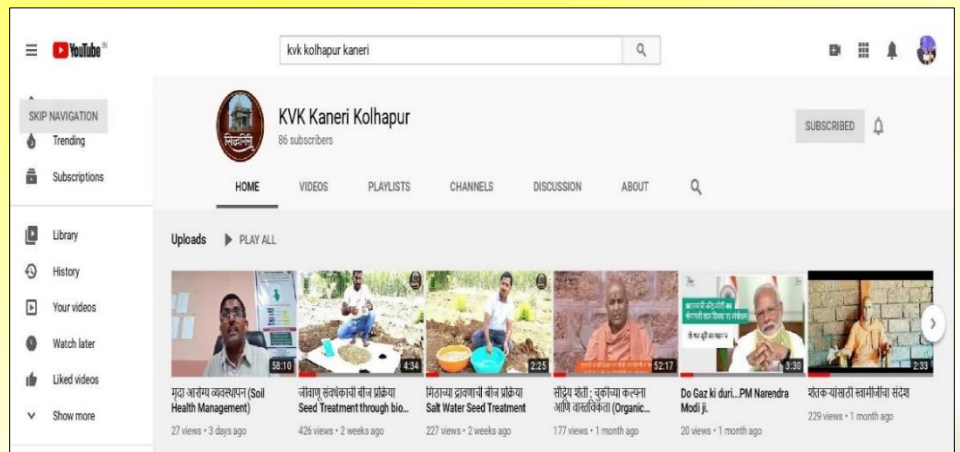 YouTube IN
kvk kolhapur kaneri
SKIP NAVIGATION
Trending
Subscriptions
Library
History
Your videos
Watch later
Liked videos
Show more
सिद्धगिरी
KVK Kaneri Kolhapur
86 subscribers
SUBSCRIBED
HOME VIDEOS PLAYLISTS CHANNELS DISCUSSION ABOUT
Uploads PLAY ALL
58:10
मृदा आरोग्य व्यवस्थापन (Soil
Health Management)
27 views • 3 days ago
4:34
जीवाणू संवर्धकाची बीज प्रक्रिया
Seed Treatment through bio...
426 views • 2 weeks ago
2:25
मिठाच्या द्रावणाची बीज प्रक्रिया
Salt Water Seed Treatment
227 views • 2 weeks ago
52:17
सेंद्रिय शेती ; चुकीच्या कल्पना
आणि वास्तविकता (Organic...
177 views • 1 month ago
3:30
Do Gaz ki duri...PM Narendra
Modi ji.
20 views • 1 month ago
2:33
शेतकऱ्यांसाठी स्वामीजींचा संदेश
229 views • 1 month ago